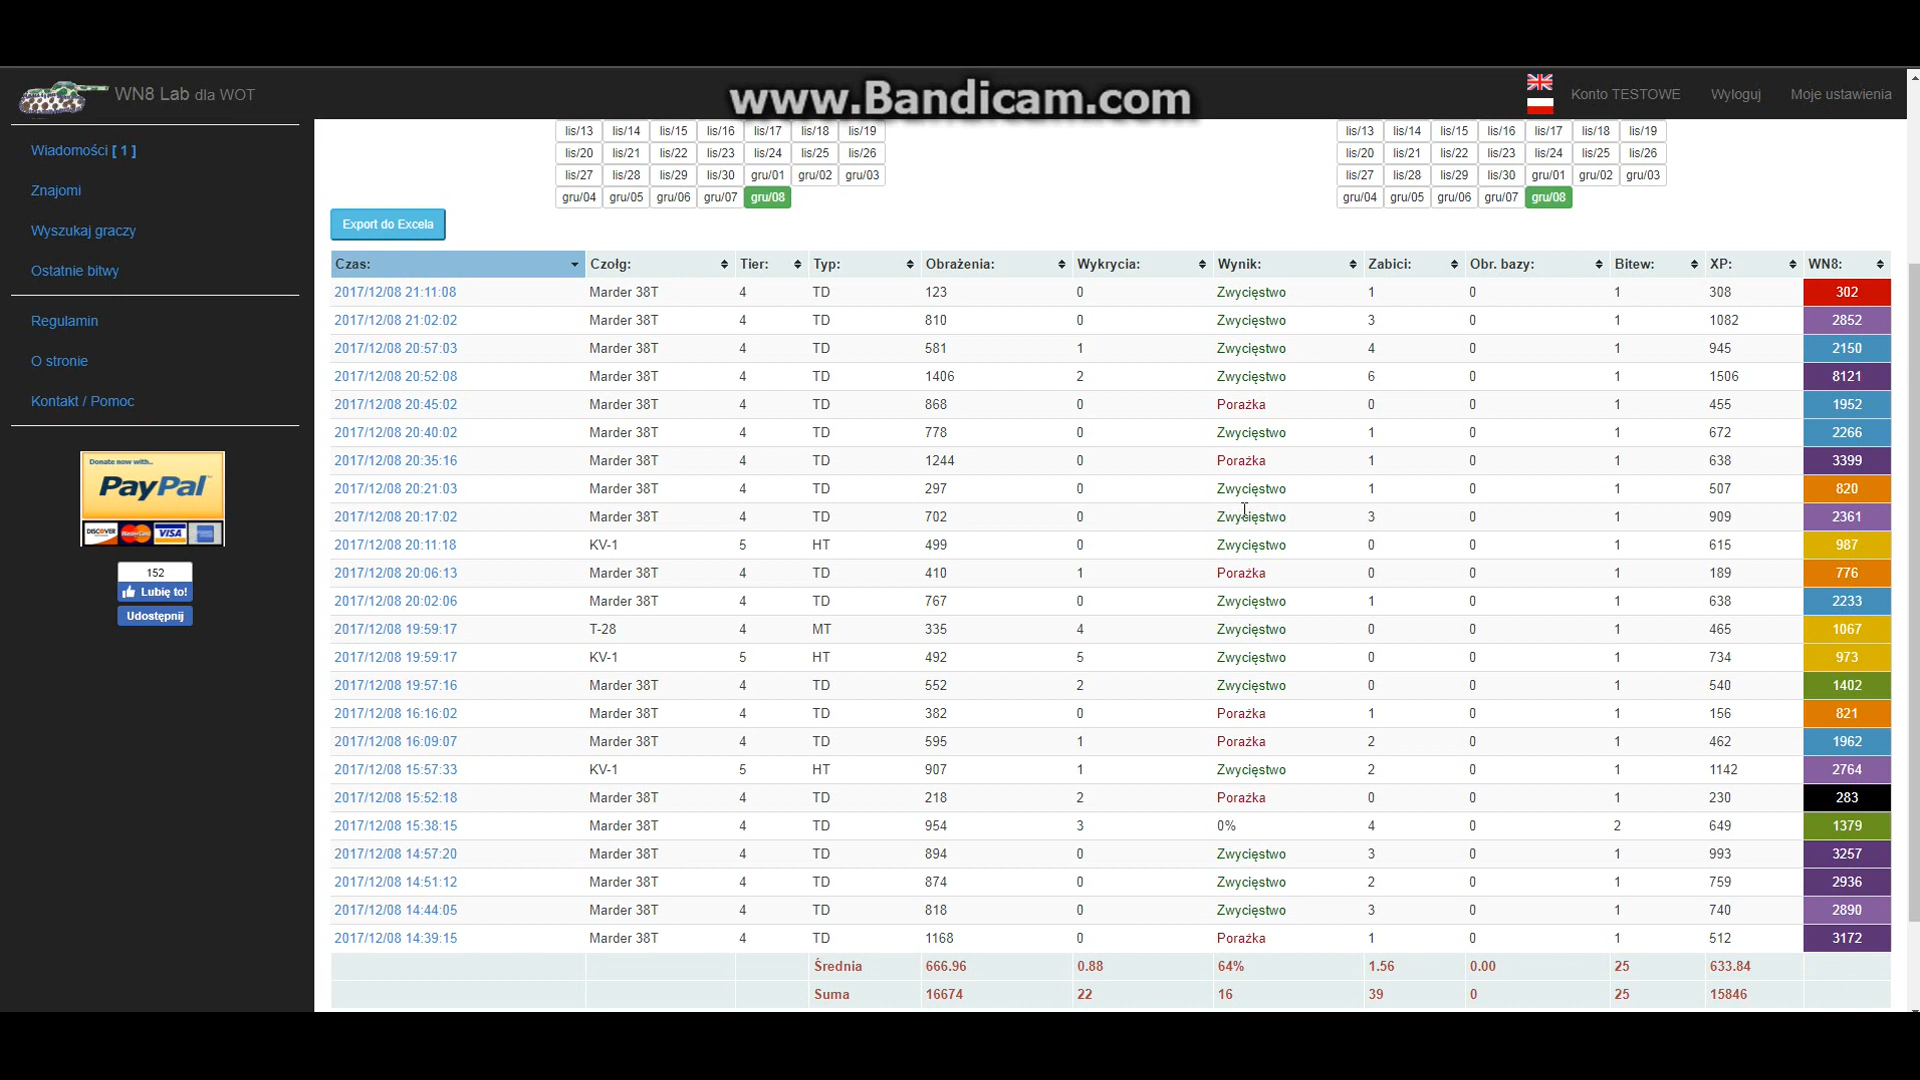 www.Bandicam.com
WN8 Lab dla WOT
Konto TESTOWE Wyloguj Moje ustawienia
Wiadomości [ 1 ]
Znajomi
Wyszukaj graczy
Ostatnie bitwy
Regulamin
O stronie
Kontakt / Pomoc
Donate now with...
PayPal
DISCOVER MasterCard VISA
152
Lubię to!
Udostępnij
lis/13 lis/14 lis/15 lis/16 lis/17 lis/18 lis/19
lis/20 lis/21 lis/22 lis/23 lis/24 lis/25 lis/26
lis/27 lis/28 lis/29 lis/30 gru/01 gru/02 gru/03
gru/04 gru/05 gru/06 gru/07 gru/08
lis/13 lis/14 lis/15 lis/16 lis/17 lis/18 lis/19
lis/20 lis/21 lis/22 lis/23 lis/24 lis/25 lis/26
lis/27 lis/28 lis/29 lis/30 gru/01 gru/02 gru/03
gru/04 gru/05 gru/06 gru/07 gru/08
Export do Excela
Czas: Czołg: Tier: Typ: Obrażenia: Wykrycia: Wynik: Zabici: Obr. bazy: Bitew: XP: WN8:
2017/12/08 21:11:08 Marder 38T 4 TD 123 0 Zwycięstwo 1 0 1 308 302
2017/12/08 21:02:02 Marder 38T 4 TD 810 0 Zwycięstwo 3 0 1 1082 2852
2017/12/08 20:57:03 Marder 38T 4 TD 581 1 Zwycięstwo 4 0 1 945 2150
2017/12/08 20:52:08 Marder 38T 4 TD 1406 2 Zwycięstwo 6 0 1 1506 8121
2017/12/08 20:45:02 Marder 38T 4 TD 868 0 Porażka 0 0 1 455 1952
2017/12/08 20:40:02 Marder 38T 4 TD 778 0 Zwycięstwo 1 0 1 672 2266
2017/12/08 20:35:16 Marder 38T 4 TD 1244 0 Porażka 1 0 1 638 3399
2017/12/08 20:21:03 Marder 38T 4 TD 297 0 Zwycięstwo 1 0 1 507 820
2017/12/08 20:17:02 Marder 38T 4 TD 702 0 Zwycięstwo 3 0 1 909 2361
2017/12/08 20:11:18 KV-1 5 HT 499 0 Zwycięstwo 0 0 1 615 987
2017/12/08 20:06:13 Marder 38T 4 TD 410 1 Porażka 0 0 1 189 776
2017/12/08 20:02:06 Marder 38T 4 TD 767 0 Zwycięstwo 1 0 1 638 2233
2017/12/08 19:59:17 T-28 4 MT 335 4 Zwycięstwo 0 0 1 465 1067
2017/12/08 19:59:17 KV-1 5 HT 492 5 Zwycięstwo 0 0 1 734 973
2017/12/08 19:57:16 Marder 38T 4 TD 552 2 Zwycięstwo 0 0 1 540 1402
2017/12/08 16:16:02 Marder 38T 4 TD 382 0 Porażka 1 0 1 156 821
2017/12/08 16:09:07 Marder 38T 4 TD 595 1 Porażka 2 0 1 462 1962
2017/12/08 15:57:33 KV-1 5 HT 907 1 Zwycięstwo 2 0 1 1142 2764
2017/12/08 15:52:18 Marder 38T 4 TD 218 2 Porażka 0 0 1 230 283
2017/12/08 15:38:15 Marder 38T 4 TD 954 3 0% 4 0 2 649 1379
2017/12/08 14:57:20 Marder 38T 4 TD 894 0 Zwycięstwo 3 0 1 993 3257
2017/12/08 14:51:12 Marder 38T 4 TD 874 0 Zwycięstwo 2 0 1 759 2936
2017/12/08 14:44:05 Marder 38T 4 TD 818 0 Zwycięstwo 3 0 1 740 2890
2017/12/08 14:39:15 Marder 38T 4 TD 1168 0 Porażka 1 0 1 512 3172
Średnia 666.96 0.88 64% 1.56 0.00 25 633.84
Suma 16674 22 16 39 0 25 15846